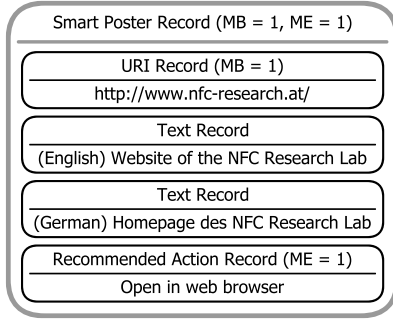 Smart Poster Record (MB = 1, ME = 1)
URI Record (MB = 1)
http://www.nfc-research.at/
Text Record
(English) Website of the NFC Research Lab
Text Record
(German) Homepage des NFC Research Lab
Recommended Action Record (ME = 1)
Open in web browser